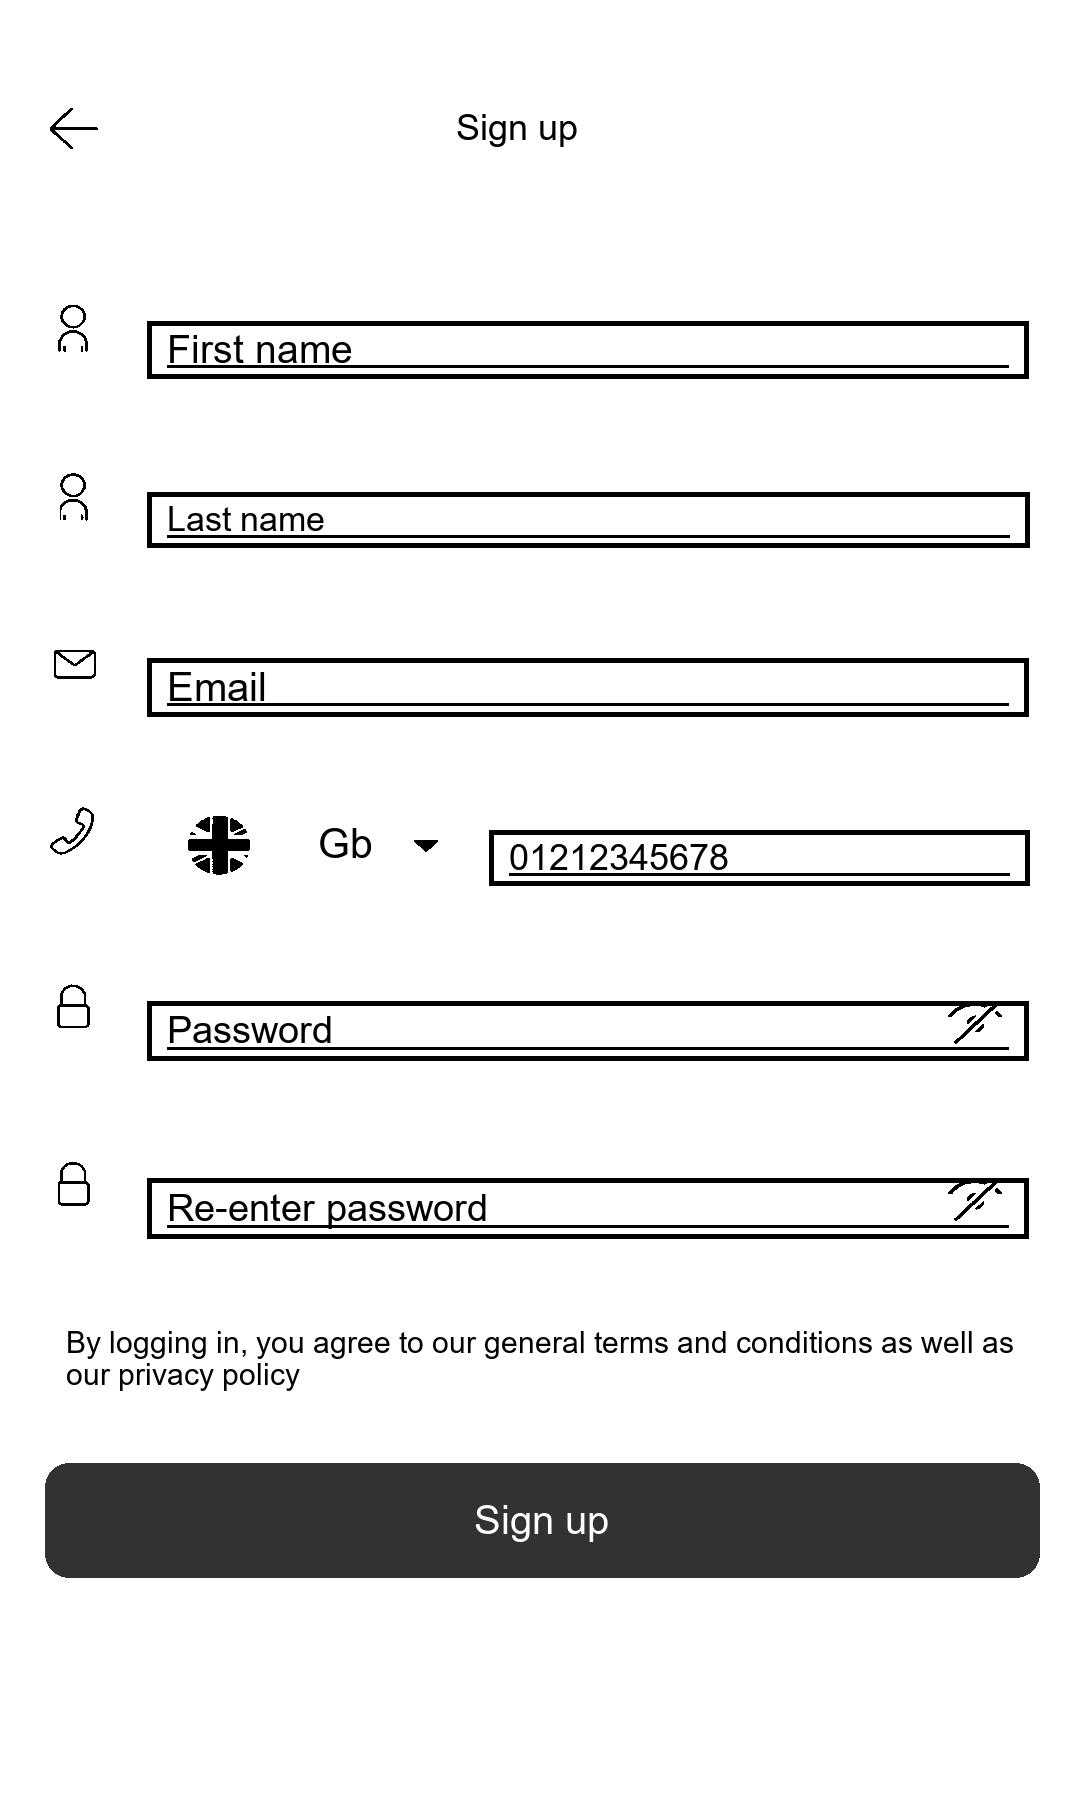 Sign up
First name
Last name
Email
Gb 01212345678
Password
Re-enter password
By logging in, you agree to our general terms and conditions as well as
our privacy policy
Sign up